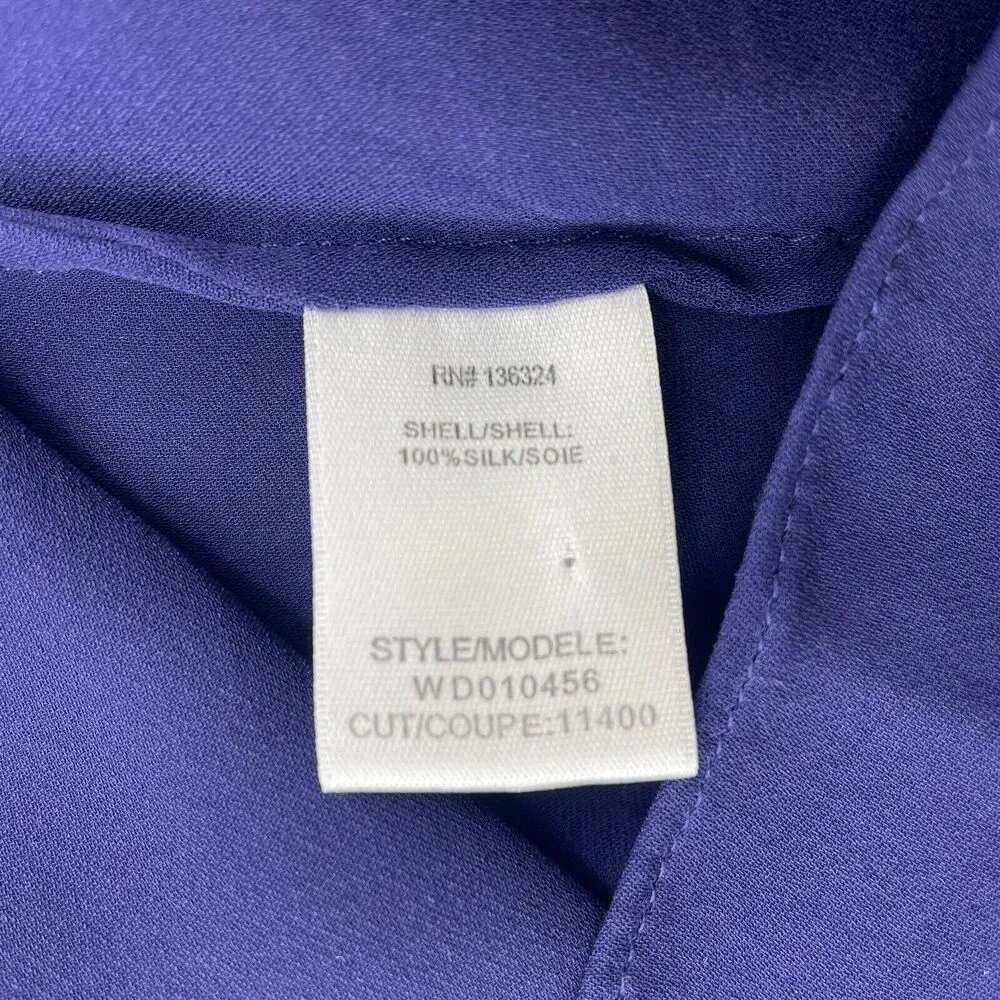 RN# 136324
SHELL/SHELL:
100%SILK/SOIE
STYLE/MODELE:
WD010456
CUT/COUPE:11400